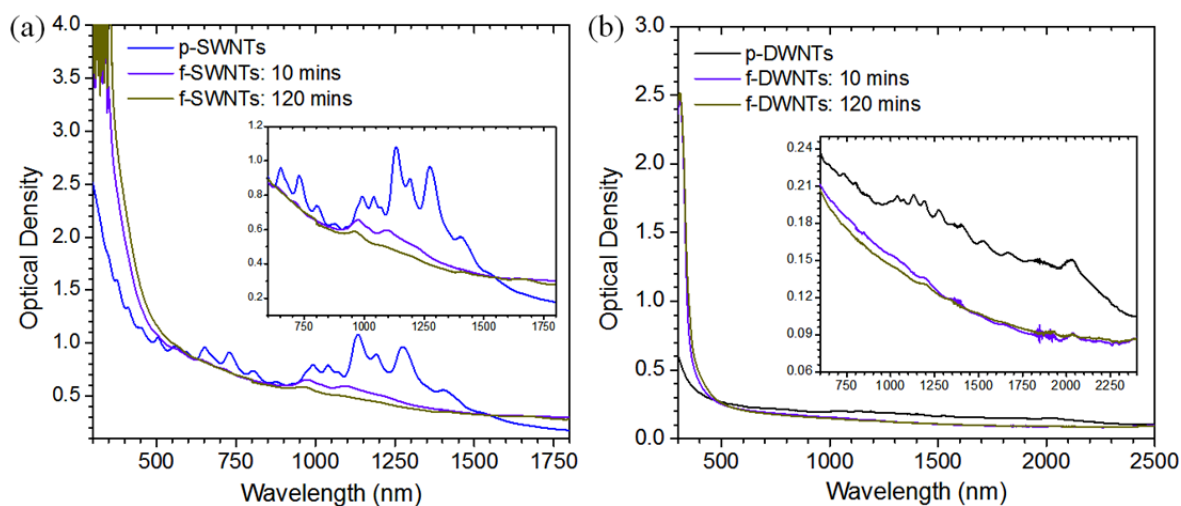 (a)
4.0
3.5
3.0
2.5
2.0
1.5
1.0
0.5
Optical Density
p-SWNTs
f-SWNTs: 10 mins
f-SWNTs: 120 mins
1.2
1.0
0.8
0.6
0.4
0.2
750 1000 1250 1500 1750
500 750 1000 1250 1500 1750
Wavelength (nm)
(b)
3.0
2.5
2.0
1.5
1.0
0.5
0.0
Optical Density
p-DWNTs
f-DWNTs: 10 mins
f-DWNTs: 120 mins
0.24
0.21
0.18
0.15
0.12
0.09
0.06
750 1000 1250 1500 1750 2000 2250
500 1000 1500 2000 2500
Wavelength (nm)